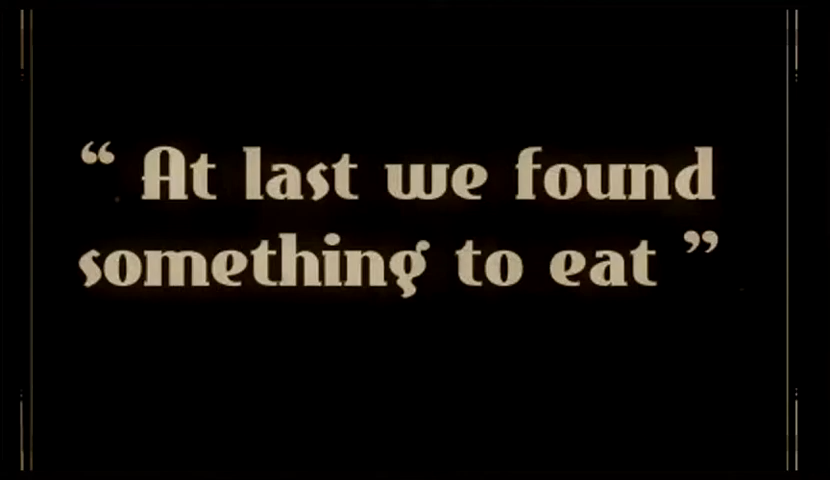 “ At last we found
something to eat ”